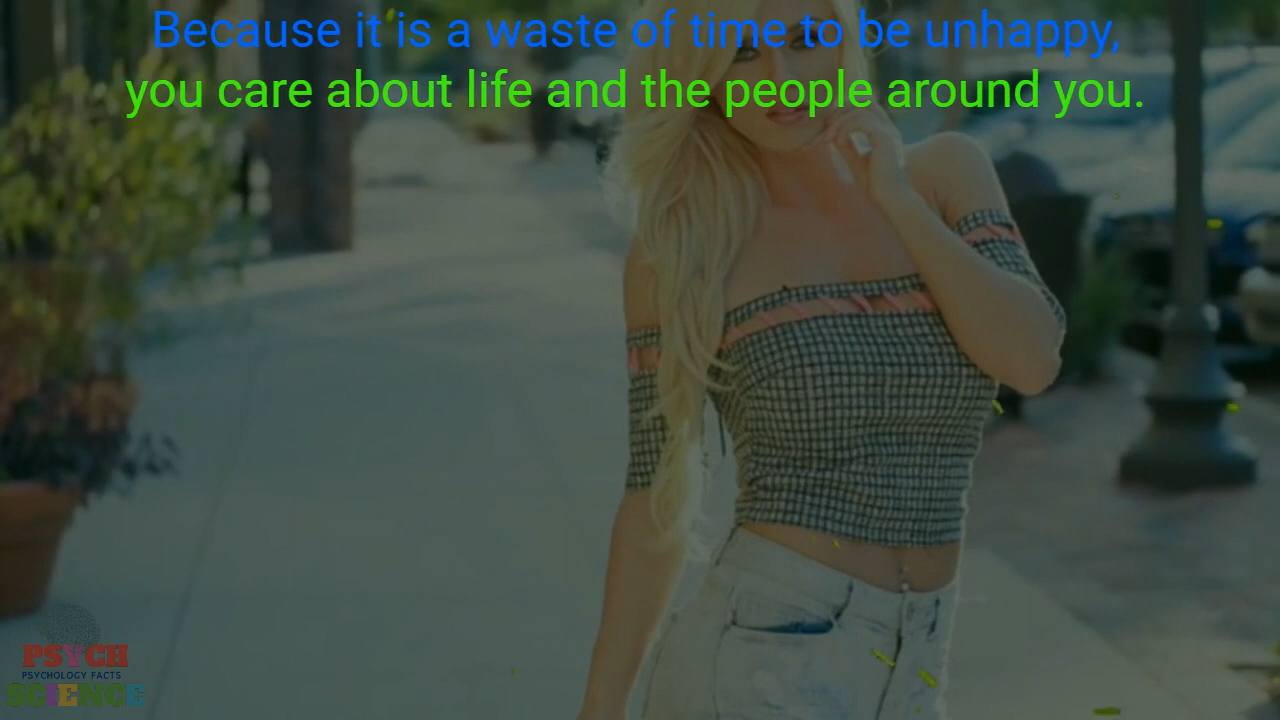 Because it is a waste of time to be unhappy,
you care about life and the people around you.
PSYCH
PSYCHOLOGY FACTS
SCIENCE